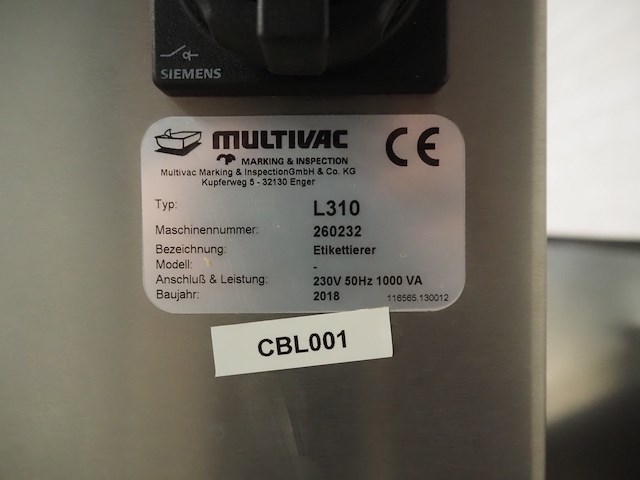 SIEMENS
MULTIVAC
MARKING & INSPECTION
CE
Multivac Marking & InspectionGmbH & Co. KG
Kupferweg 5 - 32130 Enger
Typ: L310
Maschinennummer: 260232
Bezeichnung: Etikettierer
Modell: -
Anschluß & Leistung: 230V 50Hz 1000 VA
Baujahr: 2018 116565.130012
CBL001